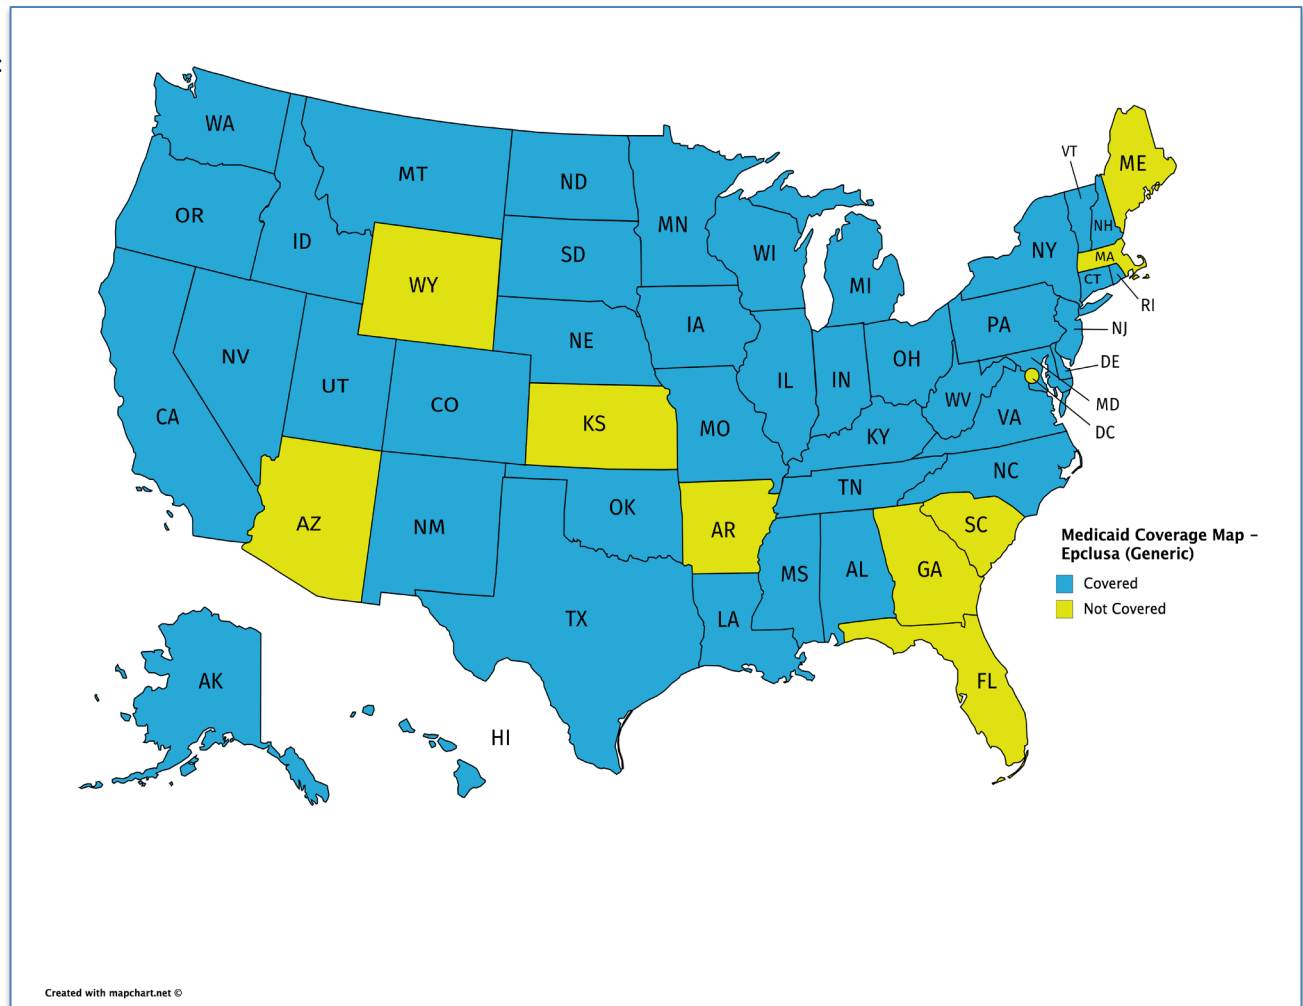 WA
MT
ND
MN
VT
ME
OR
ID
SD
WI
NY
NH
MA
WY
MI
CT
RI
NE
IA
PA
NJ
NV
UT
CO
IL
IN
OH
DE
CA
KS
MO
WV
VA
MD
KY
DC
AZ
NM
OK
AR
TN
NC
SC
MS
AL
GA
Medicaid Coverage Map –
Epclusa (Generic)
Covered
Not Covered
TX
LA
AK
HI
FL
Created with mapchart.net ©